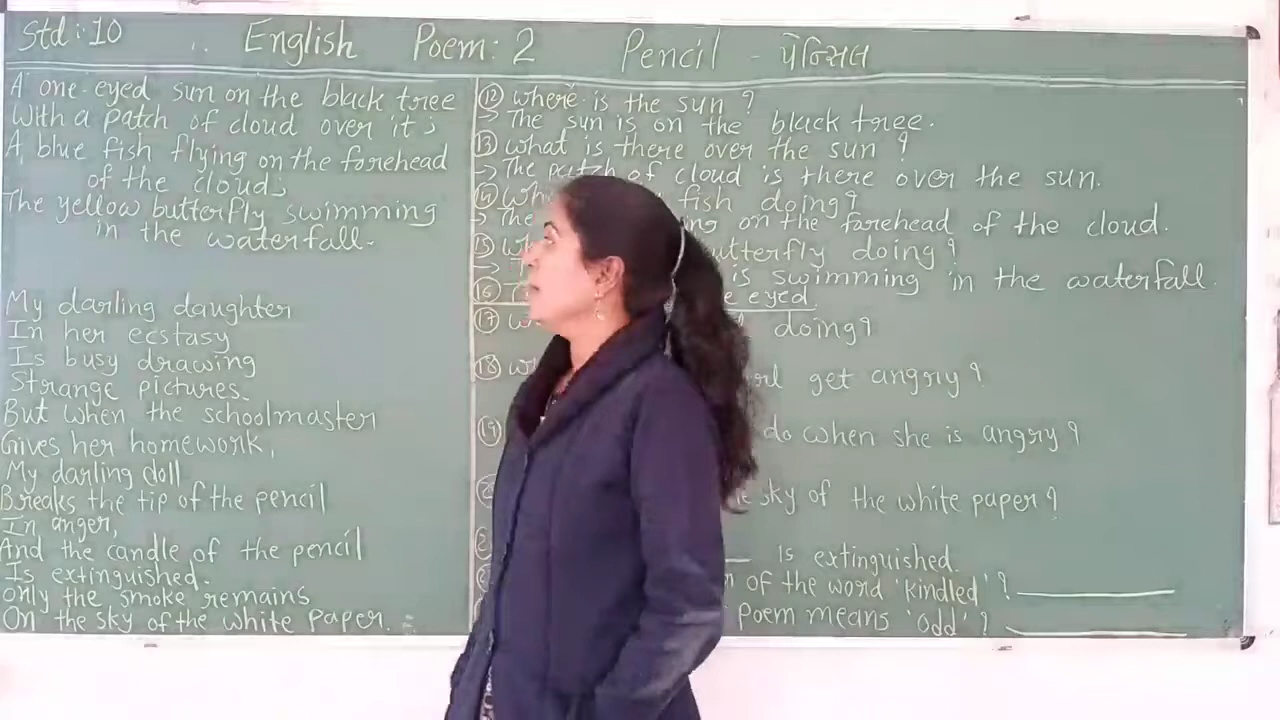 Std : 10 English Poem : 2 Pencil - પેન્સિલ
A one-eyed sun on the black tree
With a patch of cloud over it ;
A blue fish flying on the forehead
of the cloud ;
The yellow butterfly swimming
in the waterfall.
My darling daughter
In her ecstasy
Is busy drawing
Strange pictures.
But when the schoolmaster
Gives her homework,
My darling doll
Breaks the tip of the pencil
In anger,
And the candle of the pencil
Is extinguished.
only the smoke remains
On the sky of the white paper.
(12) where is the sun ?
→ The sun is on the black tree.
(13) what is there over the sun ?
→ The patch of cloud is there over the sun.
(14) fish doing ?
→ The on the forehead of the cloud.
(15) butterfly doing ?
→ is swimming in the waterfall.
(16) eyed.
(17) doing ?
(18) get angry ?
(19) do when she is angry ?
sky of the white paper ?
Is extinguished.
of the word 'kindled' ?
poem means 'odd' ?